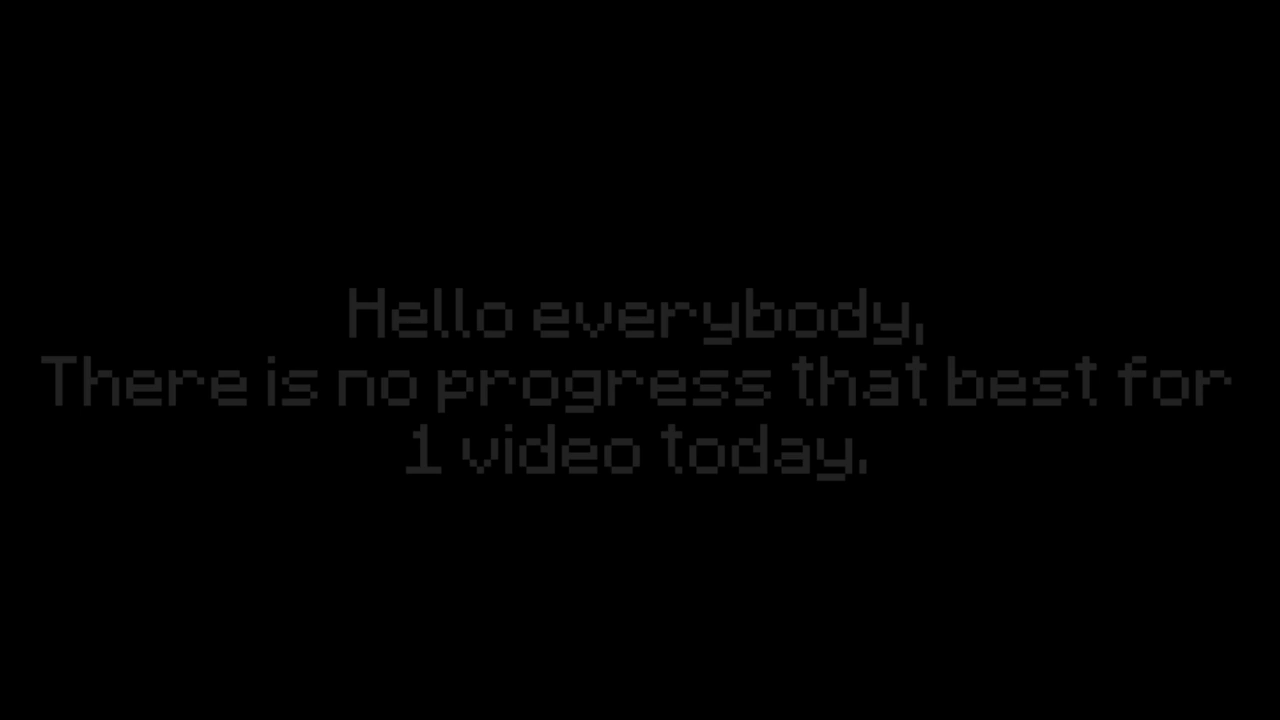 Hello everybody,
There is no progress that best for
1 video today.